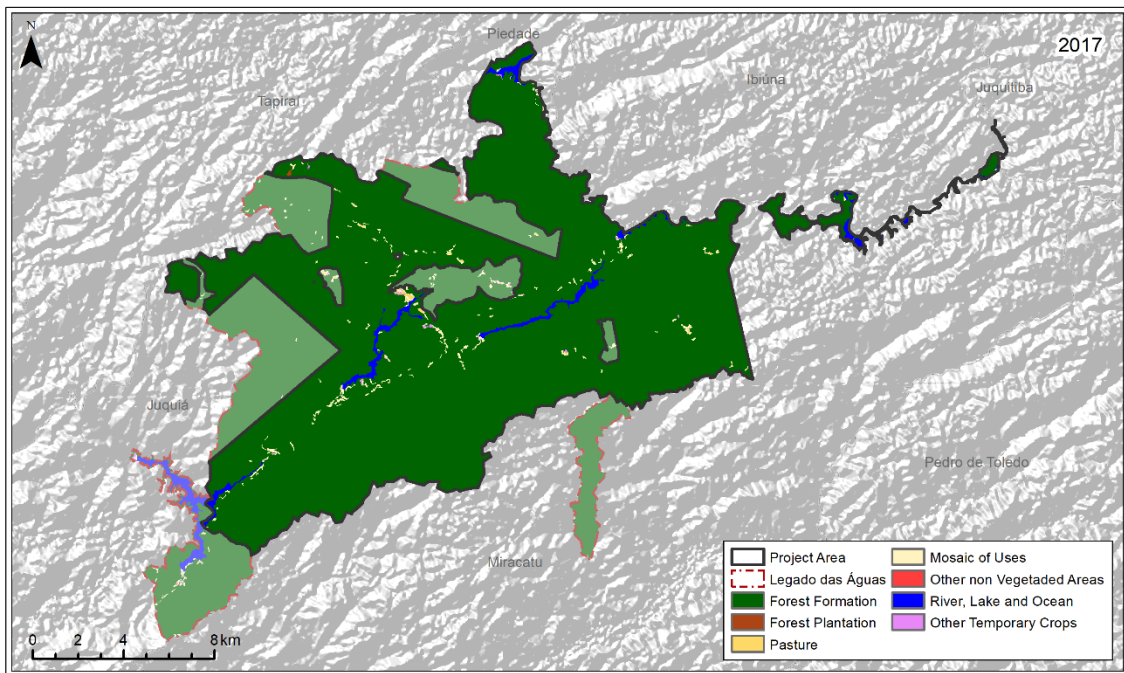 N
Piedade
2017
Ibiúna
Juquitiba
Tapiraí
Juquiá
Pedro de Toledo
Miracatu
Project Area
Legado das Águas
Forest Formation
Forest Plantation
Pasture
Mosaic of Uses
Other non Vegetaded Areas
River, Lake and Ocean
Other Temporary Crops
0 2 4 8 km